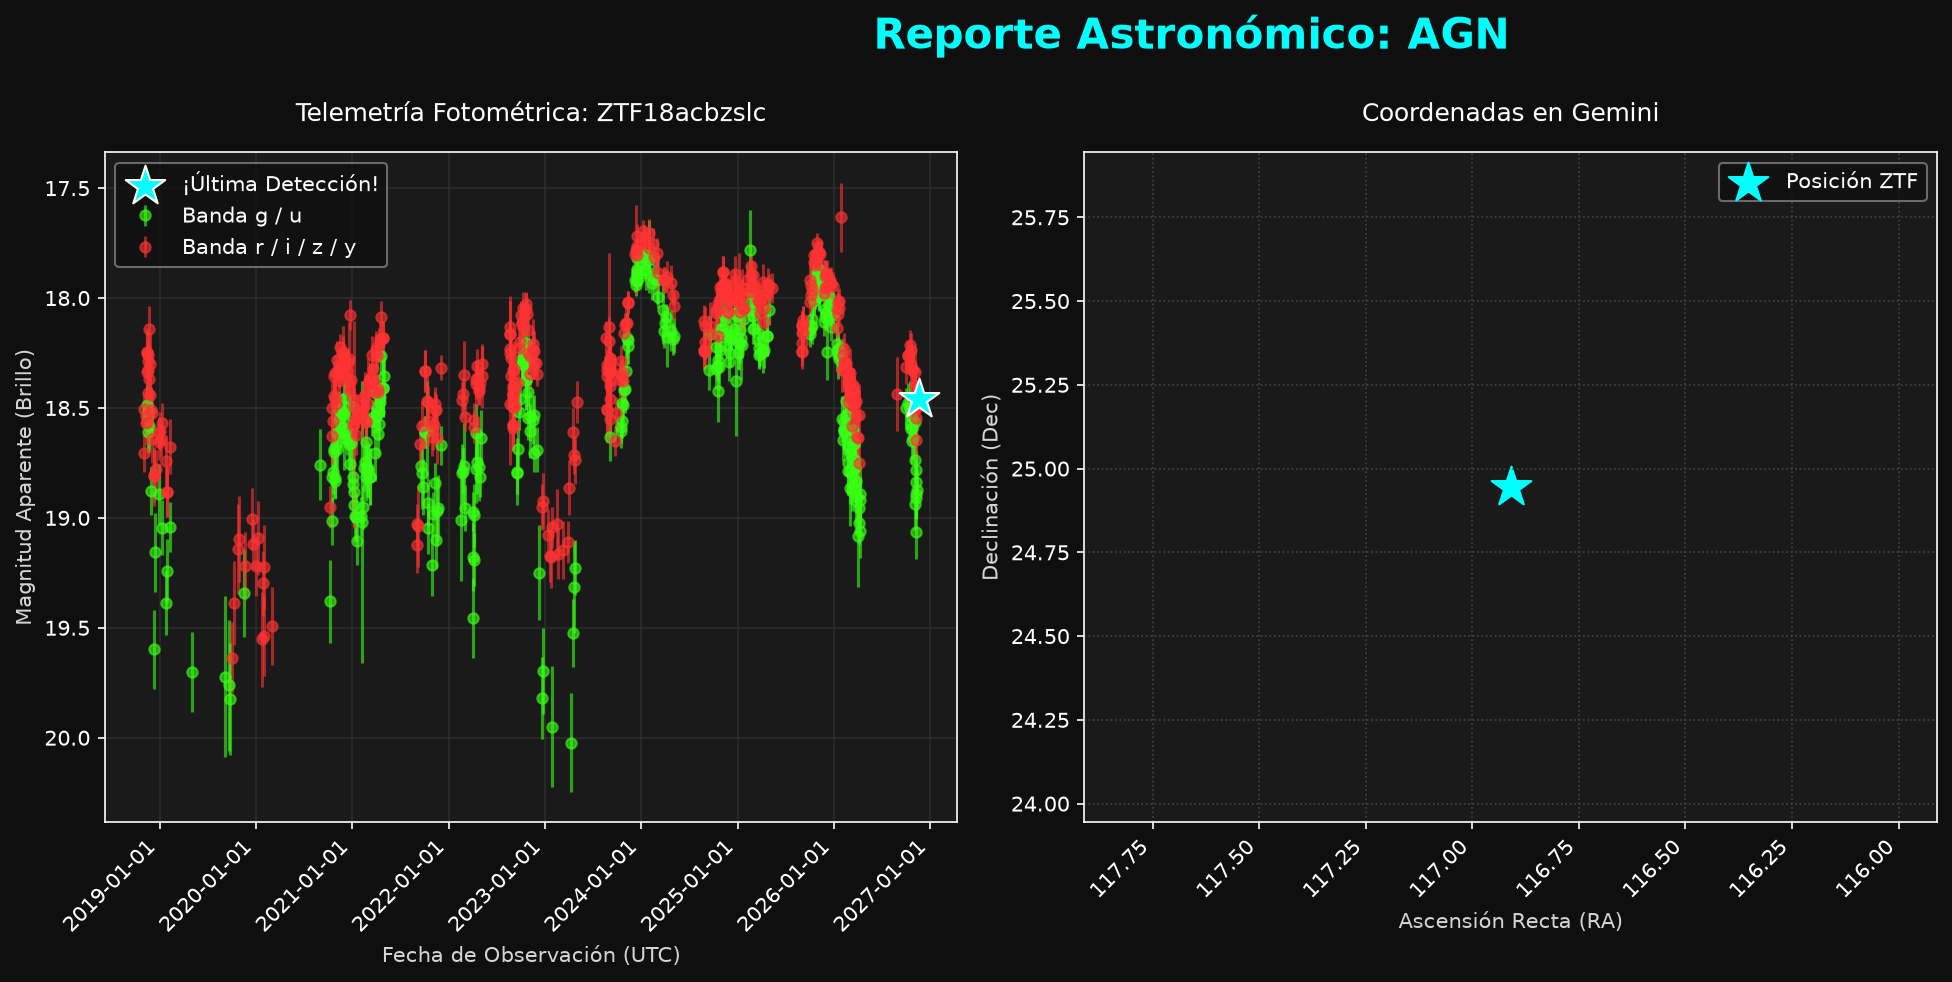 Reporte Astronómico: AGN
Telemetría Fotométrica: ZTF18acbzslc
¡Última Detección!
Banda g / u
Banda r / i / z / y
Magnitud Aparente (Brillo)
17.5
18.0
18.5
19.0
19.5
20.0
2019-01-01
2020-01-01
2021-01-01
2022-01-01
2023-01-01
2024-01-01
2025-01-01
2026-01-01
2027-01-01
Fecha de Observación (UTC)
Coordenadas en Gemini
Posición ZTF
Declinación (Dec)
25.75
25.50
25.25
25.00
24.75
24.50
24.25
24.00
117.75
117.50
117.25
117.00
116.75
116.50
116.25
116.00
Ascensión Recta (RA)